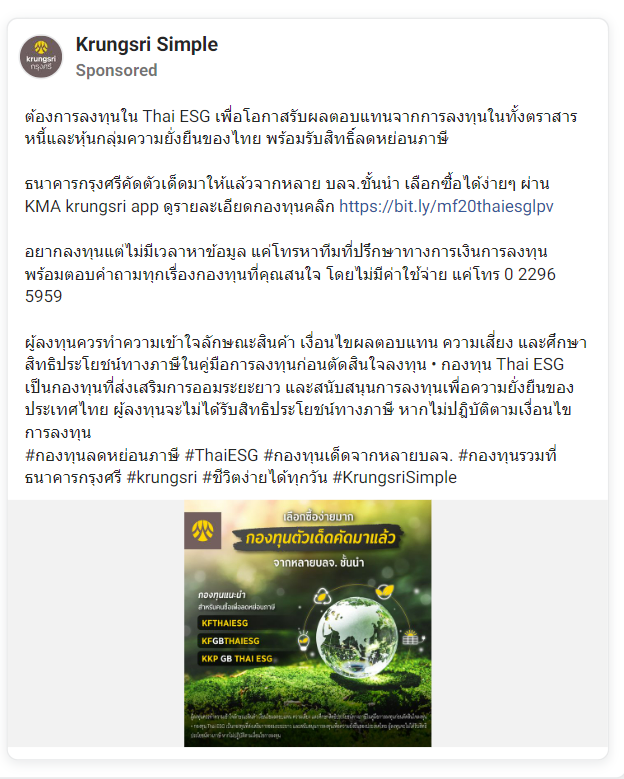 Krungsri Simple
Sponsored
krungsri
กรุงศรี
ต้องการลงทุนใน Thai ESG เพื่อโอกาสรับผลตอบแทนจากการลงทุนในทั้งตราสาร
หนี้และหุ้นกลุ่มความยั่งยืนของไทย พร้อมรับสิทธิ์ลดหย่อนภาษี
ธนาคารกรุงศรีคัดตัวเด็ดมาให้แล้วจากหลาย บลจ.ชั้นนำ เลือกซื้อได้ง่ายๆ ผ่าน
KMA krungsri app ดูรายละเอียดกองทุนคลิก https://bit.ly/mf20thaiesglpv
อยากลงทุนแต่ไม่มีเวลาหาข้อมูล แค่โทรหาทีมที่ปรึกษาทางการเงินการลงทุน
พร้อมตอบคำถามทุกเรื่องกองทุนที่คุณสนใจ โดยไม่มีค่าใช้จ่าย แค่โทร 0 2296
5959
ผู้ลงทุนควรทำความเข้าใจลักษณะสินค้า เงื่อนไขผลตอบแทน ความเสี่ยง และศึกษา
สิทธิประโยชน์ทางภาษีในคู่มือการลงทุนก่อนตัดสินใจลงทุน • กองทุน Thai ESG
เป็นกองทุนที่ส่งเสริมการออมระยะยาว และสนับสนุนการลงทุนเพื่อความยั่งยืนของ
ประเทศไทย ผู้ลงทุนจะไม่ได้รับสิทธิประโยชน์ทางภาษี หากไม่ปฏิบัติตามเงื่อนไข
การลงทุน
#กองทุนลดหย่อนภาษี #ThaiESG #กองทุนเด็ดจากหลายบลจ. #กองทุนรวมที่
ธนาคารกรุงศรี #krungsri #ชีวิตง่ายได้ทุกวัน #KrungsriSimple
เลือกซื้อง่ายมาก
กองทุนตัวเด็ดคัดมาแล้ว
จากหลายบลจ. ชั้นนำ
กองทุนแนะนำ
สำหรับคนซื้อเพื่อลดหย่อนภาษี
KFTHAIESG
KFGBTHAIESG
KKP GB THAI ESG